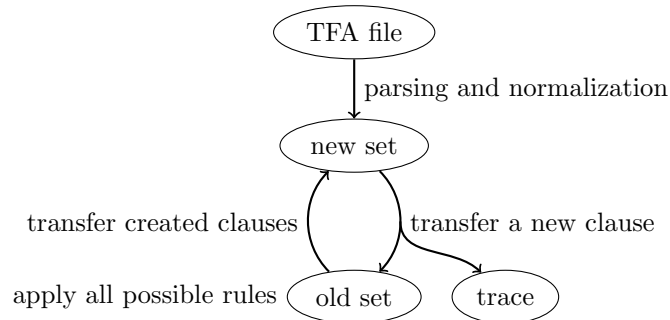 TFA file
parsing and normalization
new set
transfer created clauses
transfer a new clause
apply all possible rules
old set
trace